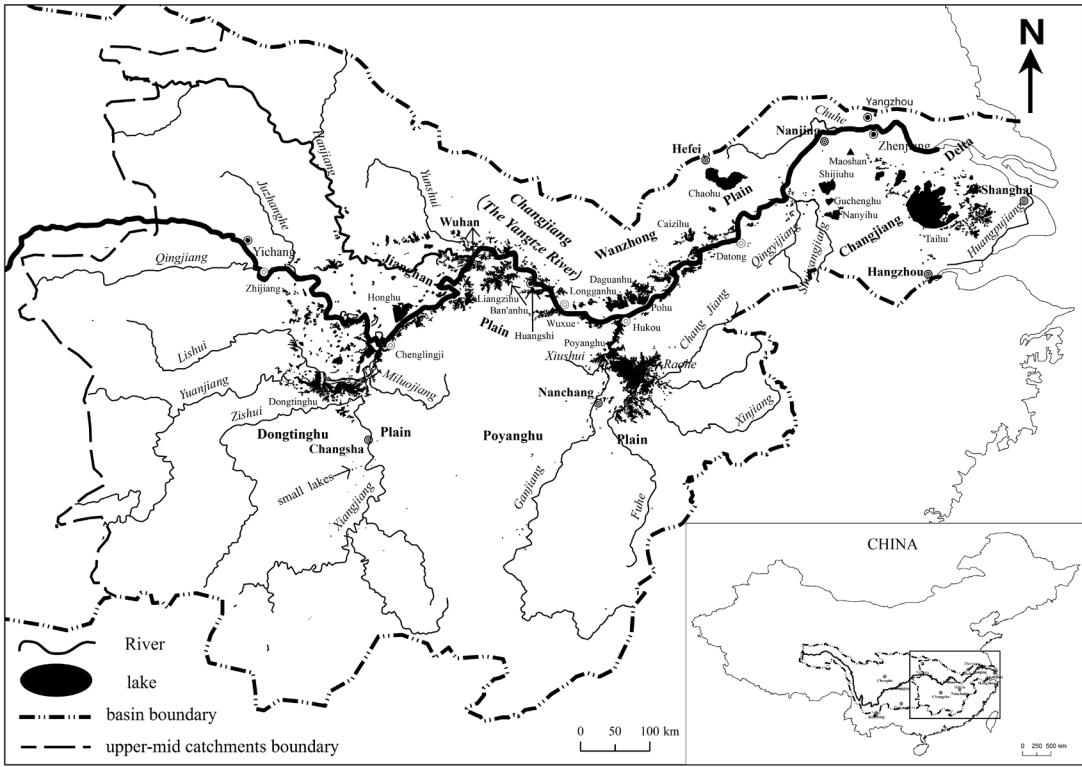 N
Yangzhou
Chuhe
Nanjing
Zhenjiang
Delta
Hefei
Maoshan
Shijiuhu
Chaohu
Plain
Guchenghu
Nanyihu
Shanghai
Huangpujiang
Taihu
Changjiang
Hangzhou
Hanjiang
Yunshui
Juzhanghe
Wuhan
Changjiang
(The Yangtze River)
Wanzhong
Caizihu
Datong
Qingyijiang
Shuiyangjiang
Yichang
Qingjiang
Zhijiang
Jianghan
Honghu
Liangzihu
Ban'anhu
Plain
Huangshi
Wuxue
Longganhu
Daguanhu
Pohu
Hukou
Chang Jiang
Poyanghu
Xiushui
Raohe
Chenglingji
Lishui
Miluojiang
Yuanjiang
Zishui
Dongtinghu
Nanchang
Xinjiang
Dongtinghu
Plain
Changsha
Poyanghu
Plain
small lakes
Xiangjiang
Ganjiang
Fuhe
River
lake
basin boundary
upper-mid catchments boundary
0 50 100 km
CHINA
0 250 500 km